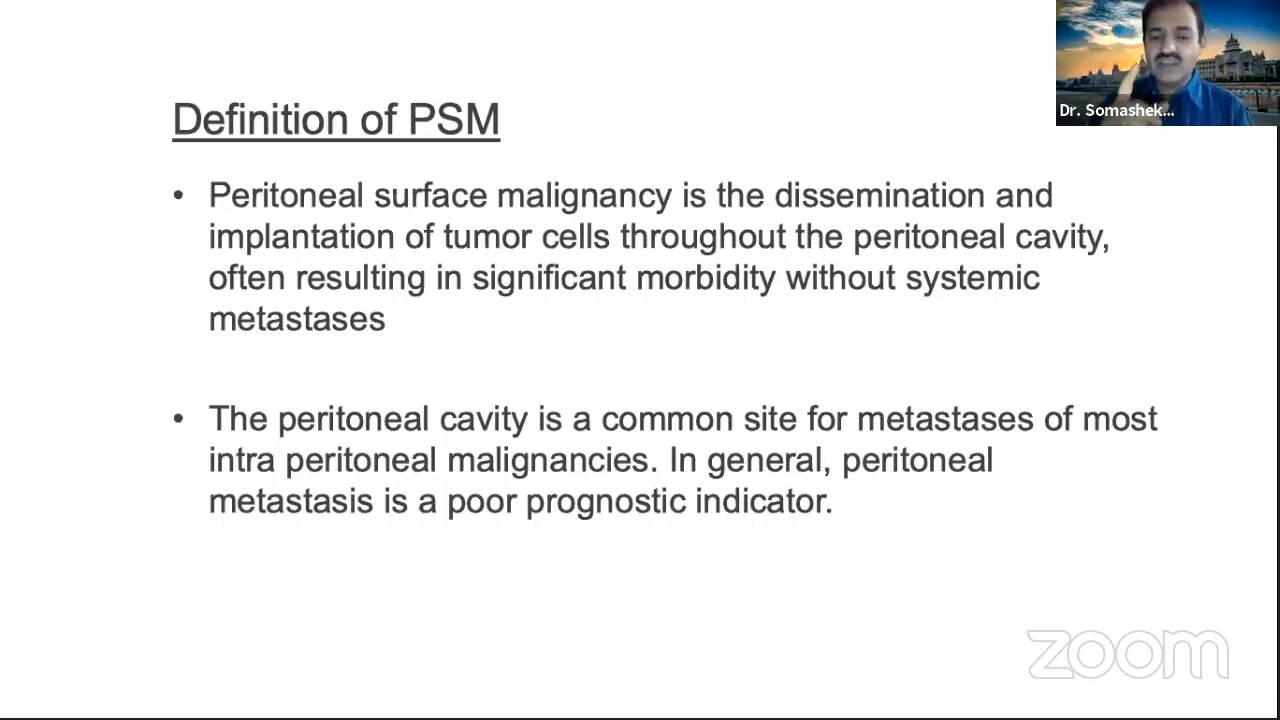 Dr. Somashek...
Definition of PSM
• Peritoneal surface malignancy is the dissemination and
implantation of tumor cells throughout the peritoneal cavity,
often resulting in significant morbidity without systemic
metastases
• The peritoneal cavity is a common site for metastases of most
intra peritoneal malignancies. In general, peritoneal
metastasis is a poor prognostic indicator.
zoom